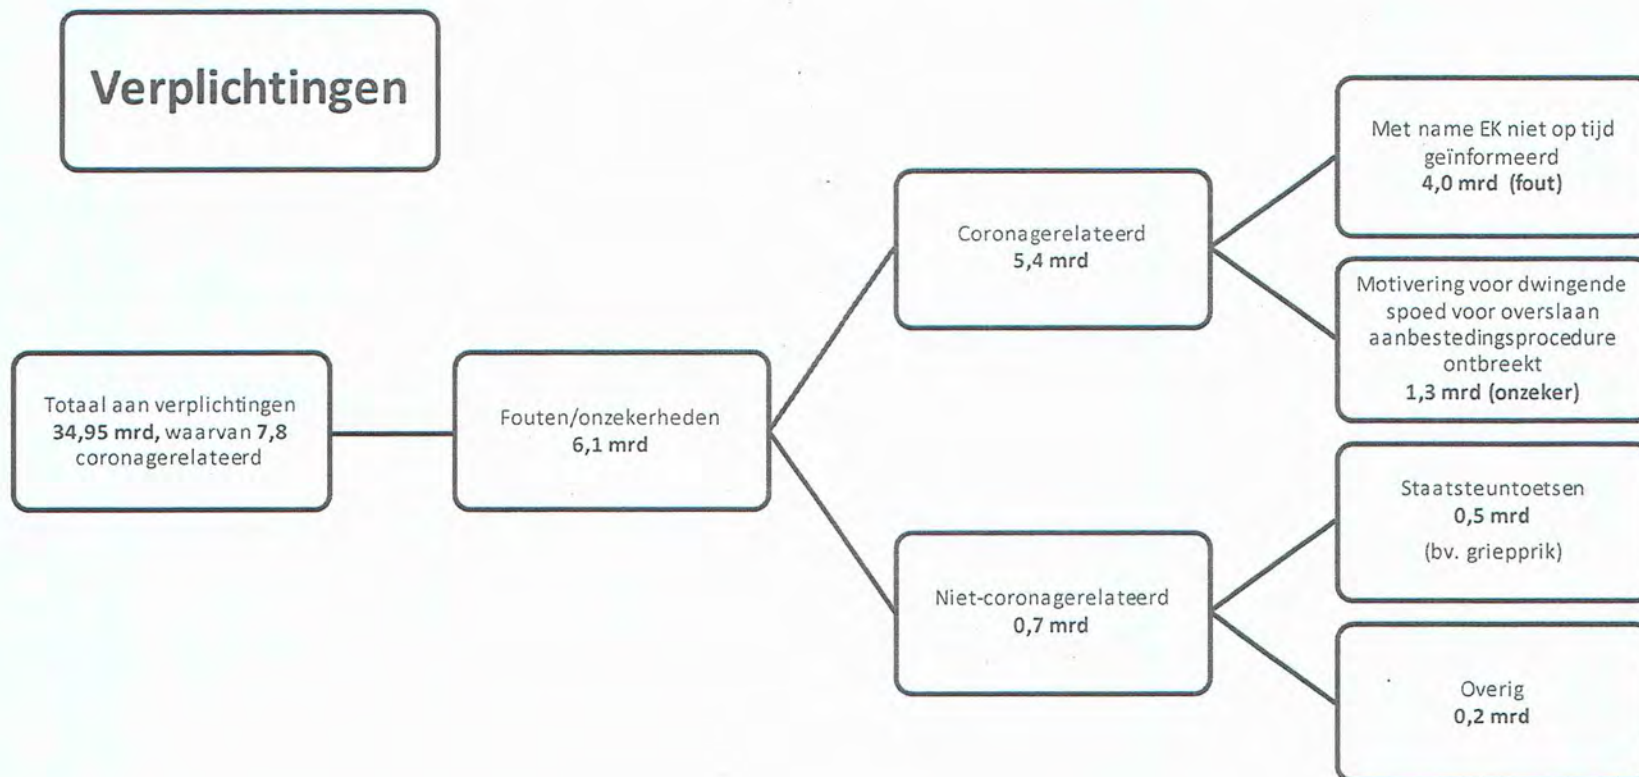 Verplichtingen
Met name EK niet op tijd
geïnformeerd
4,0 mrd (fout)
Coronagerelateerd
5,4 mrd
Motivering voor dwingende
spoed voor overslaan
aanbestedingsprocedure
ontbreekt
1,3 mrd (onzeker)
Totaal aan verplichtingen
34,95 mrd, waarvan 7,8
coronagerelateerd
Fouten/onzekerheden
6,1 mrd
Staatsteuntoetsen
0,5 mrd
(bv. griepprik)
Niet-coronagerelateerd
0,7 mrd
Overig
0,2 mrd